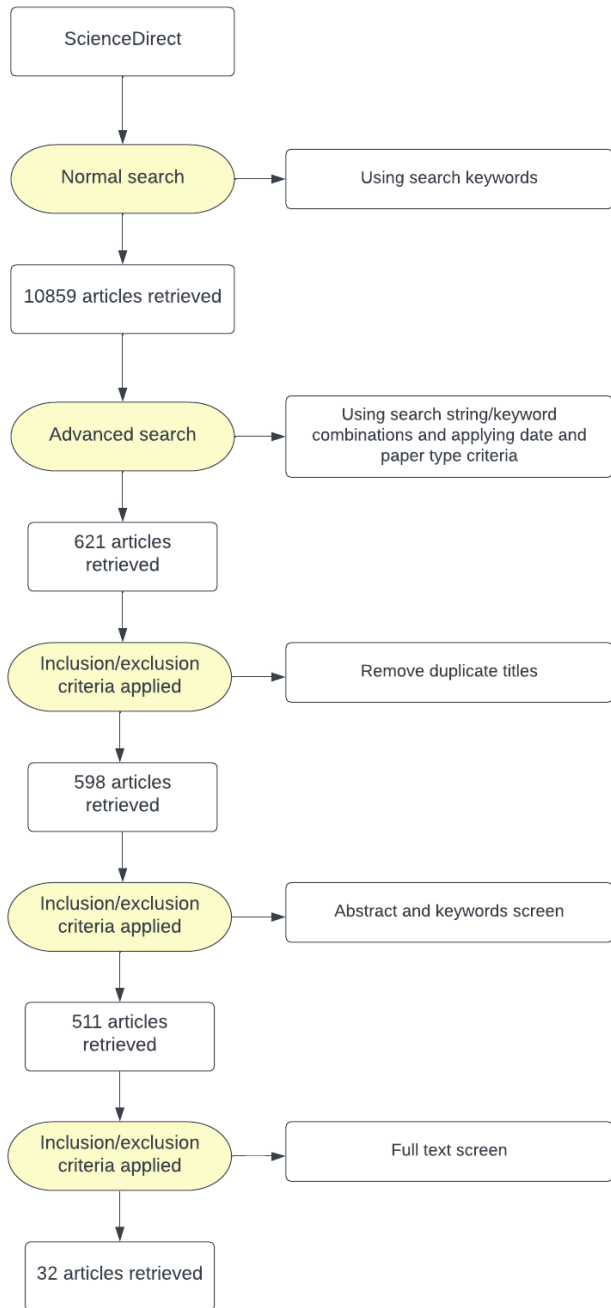 ScienceDirect
Normal search
Using search keywords
10859 articles retrieved
Advanced search
Using search string/keyword
combinations and applying date and
paper type criteria
621 articles
retrieved
Inclusion/exclusion
criteria applied
Remove duplicate titles
598 articles
retrieved
Inclusion/exclusion
criteria applied
Abstract and keywords screen
511 articles
retrieved
Inclusion/exclusion
criteria applied
Full text screen
32 articles retrieved